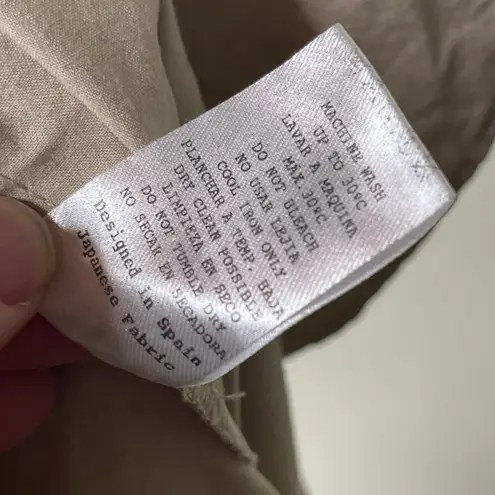 MACHINE WASH
UP TO 30ºC
LAVAR A MAQUINA
MAX. 30ºC
DO NOT BLEACH
NO USAR LEJIA
COOL IRON ONLY
PLANCHAR A TEMP. BAJA
DRY CLEAN POSSIBLE
LIMPIEZA EN SECO
DO NOT TUMBLE DRY
NO SECAR EN SECADORA
Designed in Spain
Japanese Fabric